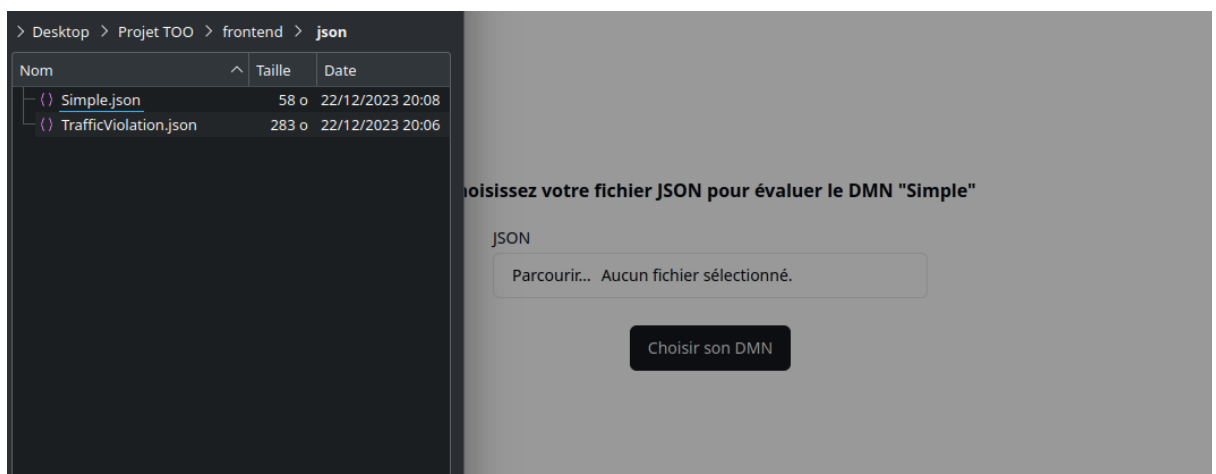 > Desktop > Projet TOO > frontend > json
Nom Taille Date
Simple.json 58 o 22/12/2023 20:08
TrafficViolation.json 283 o 22/12/2023 20:06
oisissez votre fichier JSON pour évaluer le DMN "Simple"
JSON
Parcourir... Aucun fichier sélectionné.
Choisir son DMN